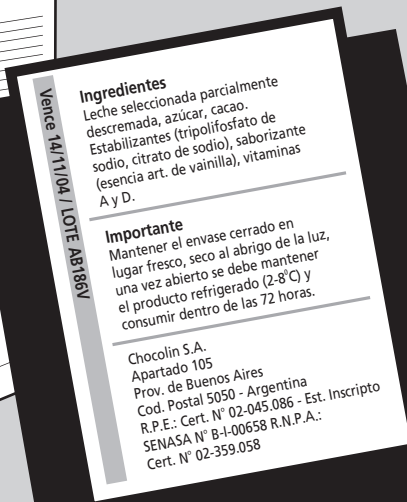 Vence 14/11/04 / LOTE AB186V
Ingredientes
Leche seleccionada parcialmente
descremada, azúcar, cacao.
Estabilizantes (tripolifosfato de
sodio, citrato de sodio), saborizante
(esencia art. de vainilla), vitaminas
A y D.
Importante
Mantener el envase cerrado en
lugar fresco, seco al abrigo de la luz,
una vez abierto se debe mantener
el producto refrigerado (2-8°C) y
consumir dentro de las 72 horas.
Chocolin S.A.
Apartado 105
Prov. de Buenos Aires
Cod. Postal 5050 - Argentina
R.P.E.: Cert. N° 02-045.086 - Est. Inscripto
SENASA N° B-I-00658 R.N.P.A.:
Cert. N° 02-359.058